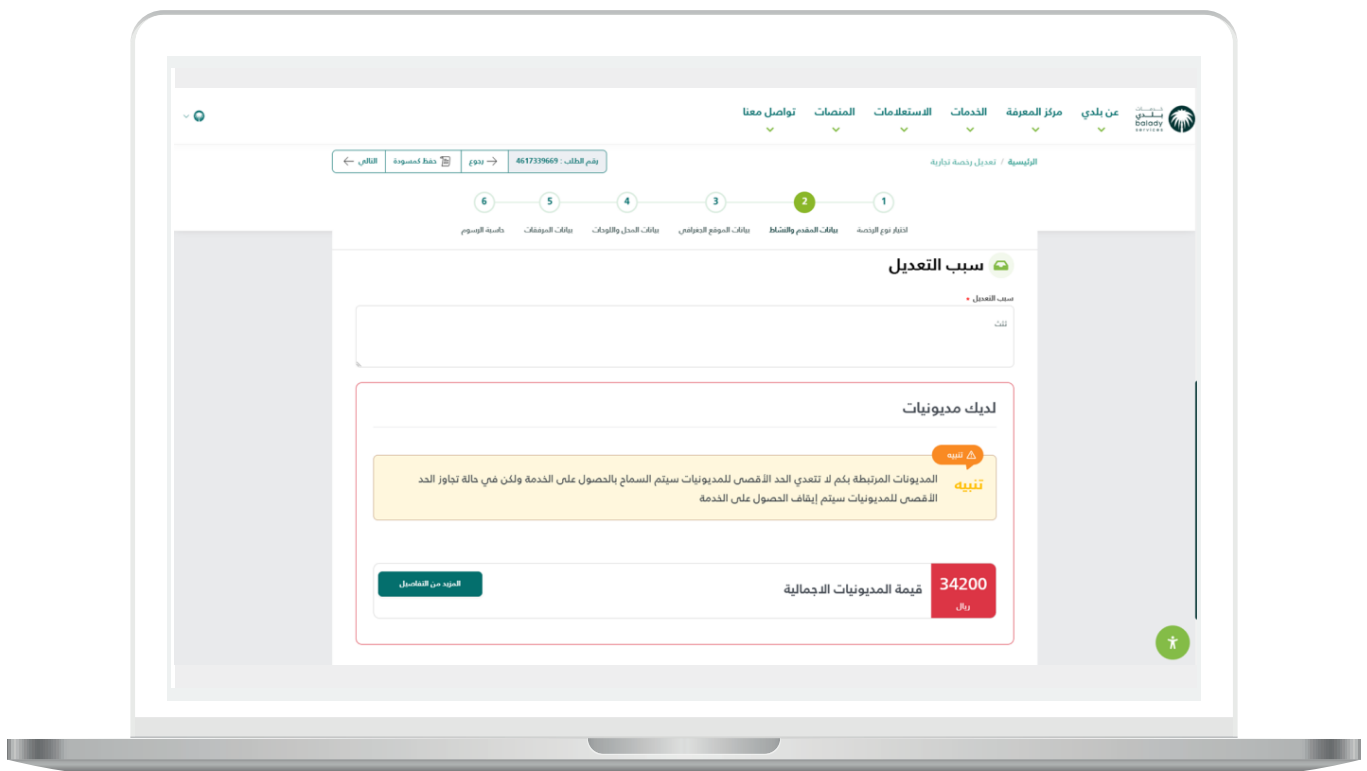 خدمات
بلدي
balady
services
عن بلدي
مركز المعرفة
الخدمات
الاستعلامات
المنصات
تواصل معنا
الرئيسية / تعديل رخصة تجارية
رقم الطلب : 4617339669
رجوع
حفظ كمسودة
التالي
1
2
3
4
5
6
اختيار نوع الرخصة
بيانات المقدم والنشاط
بيانات الموقع الجغرافي
بيانات المحل واللوحات
بيانات المرفقات
حاسبة الرسوم
سبب التعديل
سبب التعديل *
لديك مديونيات
تنبيه
تنبيه
المديونات المرتبطة بكم لا تتعدي الحد الأقصى للمديونيات سيتم السماح بالحصول على الخدمة ولكن في حالة تجاوز الحد
الأقصى للمديونيات سيتم إيقاف الحصول على الخدمة
34200
ريال
قيمة المديونيات الاجمالية
المزيد من التفاصيل